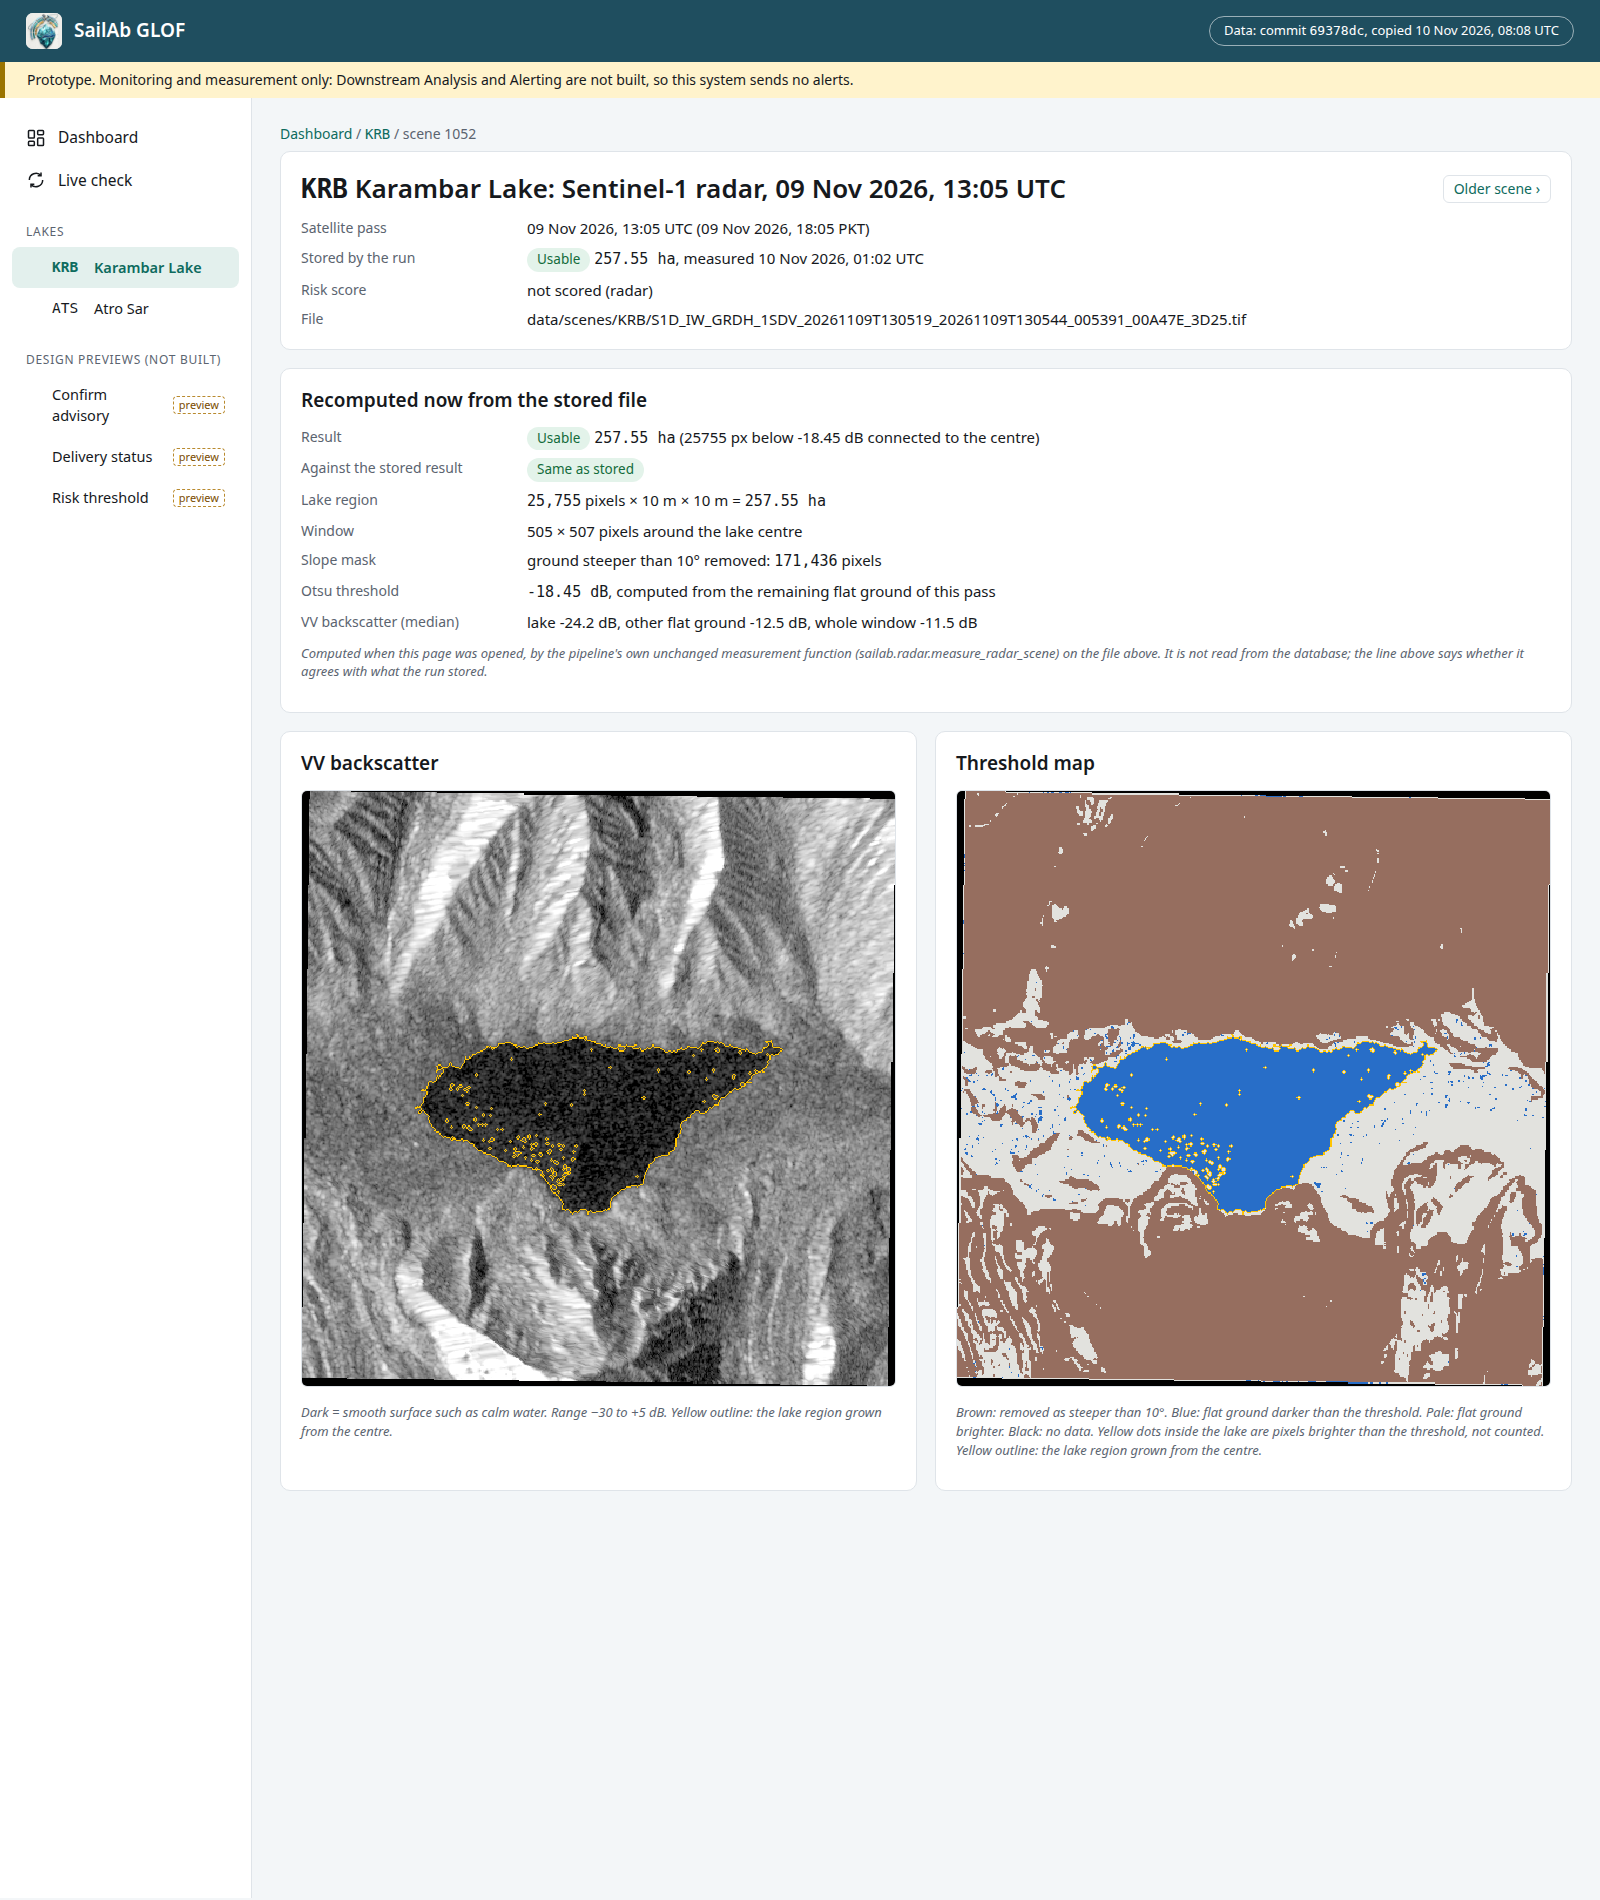 SailAb GLOF
Data: commit 69378dc, copied 10 Nov 2026, 08:08 UTC
Prototype. Monitoring and measurement only: Downstream Analysis and Alerting are not built, so this system sends no alerts.
Dashboard
Live check
LAKES
KRB Karambar Lake
ATS Atro Sar
DESIGN PREVIEWS (NOT BUILT)
Confirm advisory preview
Delivery status preview
Risk threshold preview
Dashboard / KRB / scene 1052
KRB Karambar Lake: Sentinel-1 radar, 09 Nov 2026, 13:05 UTC
Older scene ›
Satellite pass 09 Nov 2026, 13:05 UTC (09 Nov 2026, 18:05 PKT)
Stored by the run Usable 257.55 ha, measured 10 Nov 2026, 01:02 UTC
Risk score not scored (radar)
File data/scenes/KRB/S1D_IW_GRDH_1SDV_20261109T130519_20261109T130544_005391_00A47E_3D25.tif
Recomputed now from the stored file
Result Usable 257.55 ha (25755 px below -18.45 dB connected to the centre)
Against the stored result Same as stored
Lake region 25,755 pixels × 10 m × 10 m = 257.55 ha
Window 505 × 507 pixels around the lake centre
Slope mask ground steeper than 10° removed: 171,436 pixels
Otsu threshold -18.45 dB, computed from the remaining flat ground of this pass
VV backscatter (median) lake -24.2 dB, other flat ground -12.5 dB, whole window -11.5 dB
Computed when this page was opened, by the pipeline's own unchanged measurement function (sailab.radar.measure_radar_scene) on the file above. It is not read from the database; the line above says whether it
agrees with what the run stored.
VV backscatter
Dark = smooth surface such as calm water. Range −30 to +5 dB. Yellow outline: the lake region grown
from the centre.
Threshold map
Brown: removed as steeper than 10°. Blue: flat ground darker than the threshold. Pale: flat ground
brighter. Black: no data. Yellow dots inside the lake are pixels brighter than the threshold, not counted.
Yellow outline: the lake region grown from the centre.